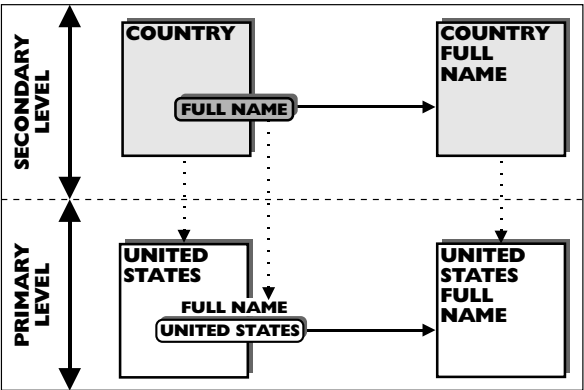 SECONDARY
LEVEL
COUNTRY
FULL NAME
COUNTRY
FULL
NAME
PRIMARY
LEVEL
UNITED
STATES
FULL NAME
UNITED STATES
UNITED
STATES
FULL
NAME